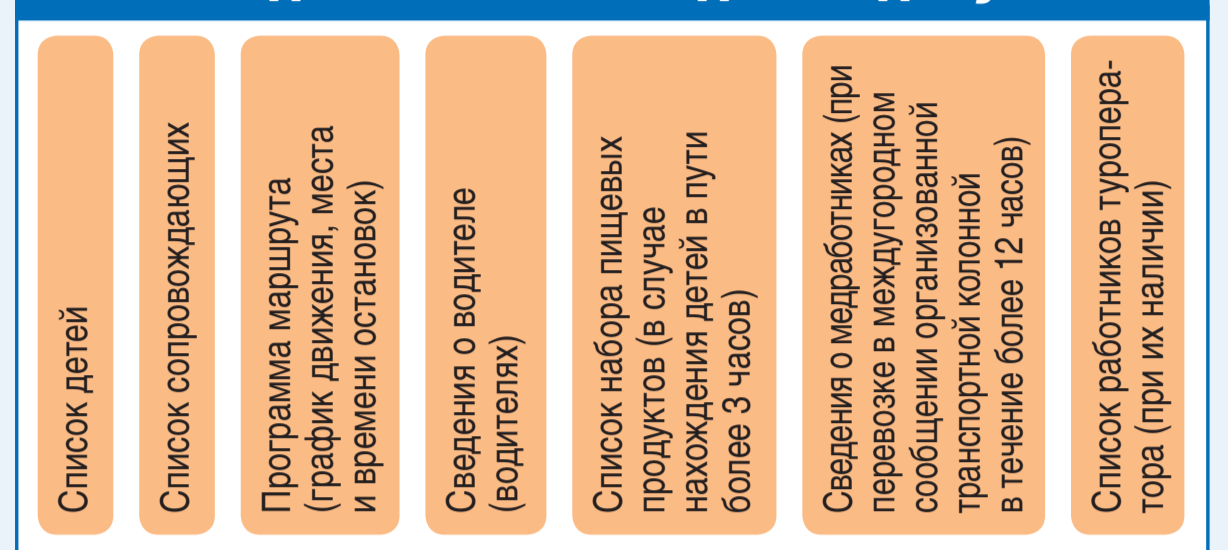 Список детей
Список сопровождающих
Программа маршрута
(график движения, места
и времени остановок)
Сведения о водителе
(водителях)
Список набора пищевых
продуктов (в случае
нахождения детей в пути
более 3 часов)
Сведения о медработниках (при
перевозке в междугородном
сообщении организованной
транспортной колонной
в течение более 12 часов)
Список работников туропера-
тора (при их наличии)